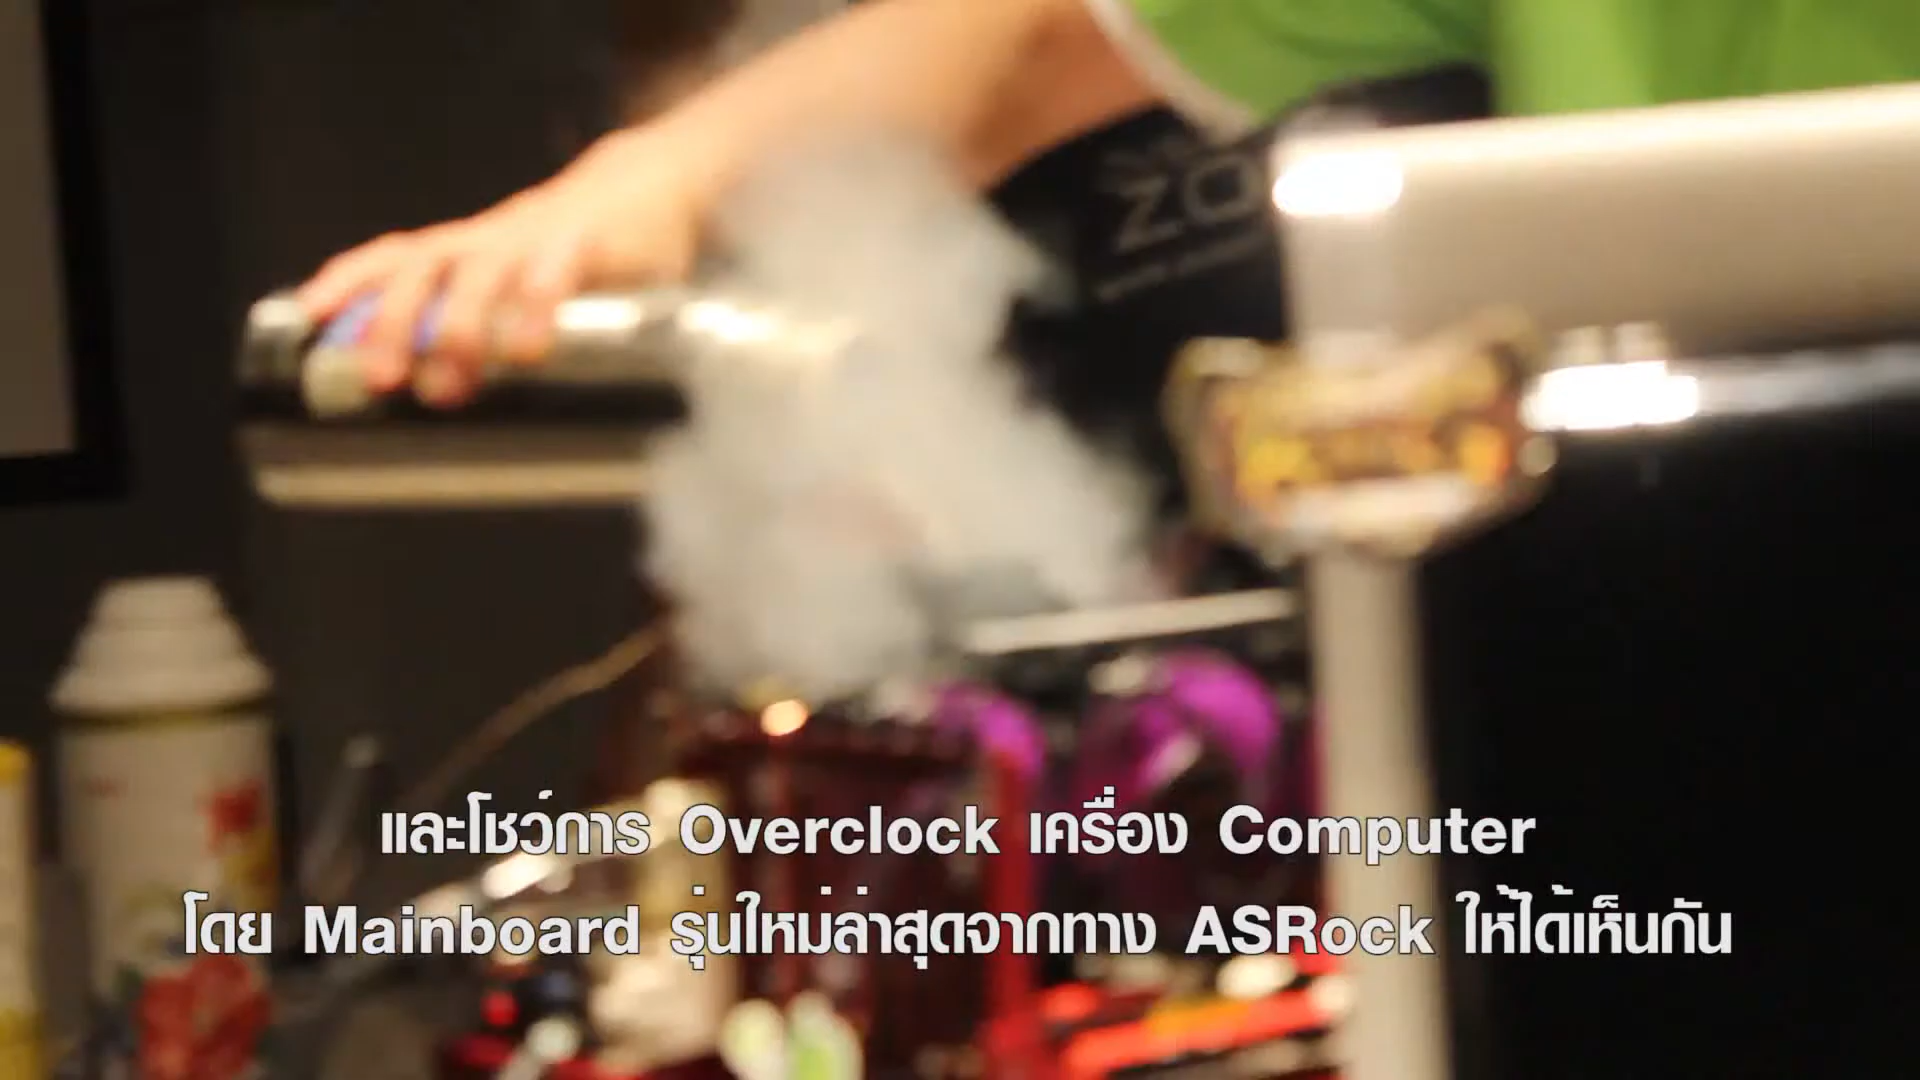 ZO
และโชว์การ Overclock เครื่อง Computer
โดย Mainboard รุ่นใหม่ล่าสุดจากทาง ASRock ให้ได้เห็นกัน